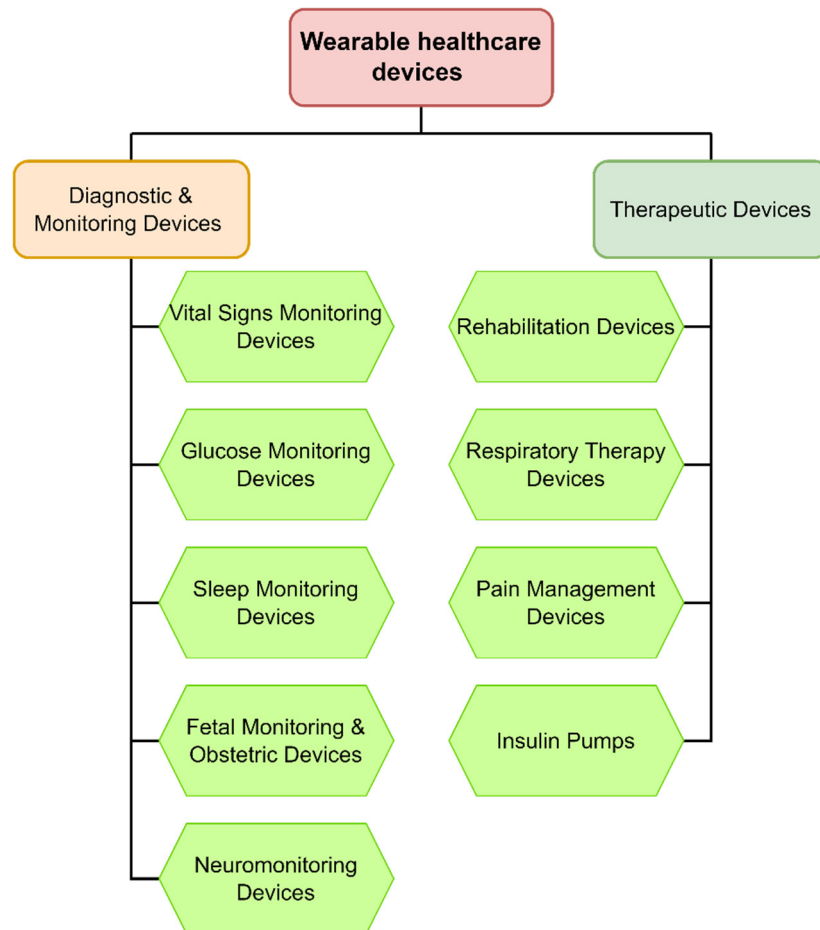 Wearable healthcare
devices
Diagnostic &
Monitoring Devices
Therapeutic Devices
Vital Signs Monitoring
Devices
Glucose Monitoring
Devices
Sleep Monitoring
Devices
Fetal Monitoring &
Obstetric Devices
Neuromonitoring
Devices
Rehabilitation Devices
Respiratory Therapy
Devices
Pain Management
Devices
Insulin Pumps